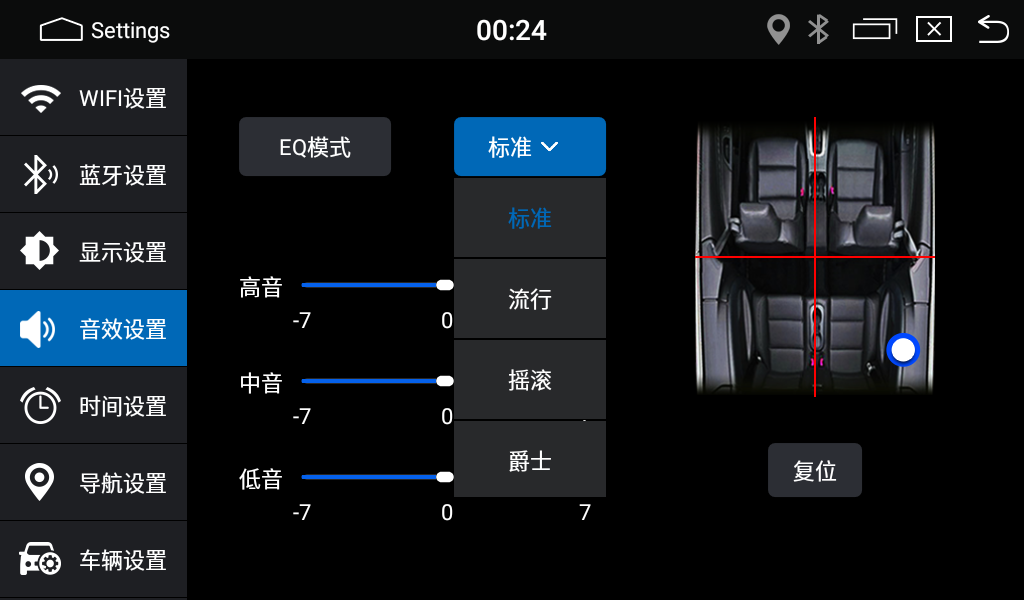 Settings
00:24
WIFI设置
蓝牙设置
显示设置
音效设置
时间设置
导航设置
车辆设置
EQ模式
标准
标准
流行
摇滚
爵士
高音
-7
0
中音
-7
0
低音
-7
0
7
复位